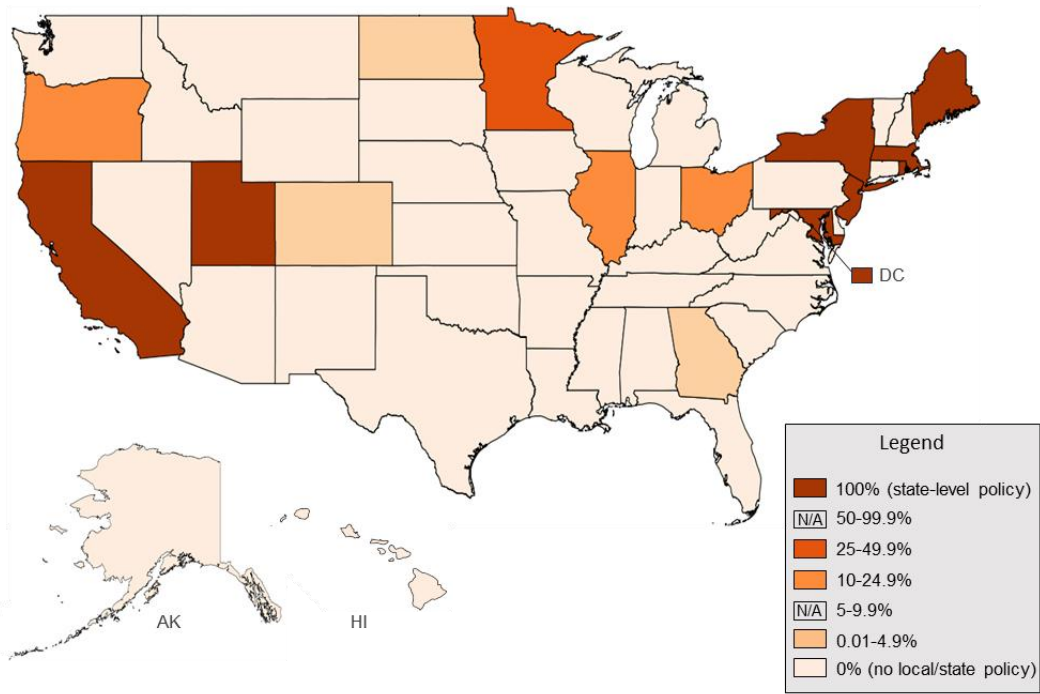 DC
AK
HI
Legend
100% (state-level policy)
N/A 50-99.9%
25-49.9%
10-24.9%
N/A 5-9.9%
0.01-4.9%
0% (no local/state policy)